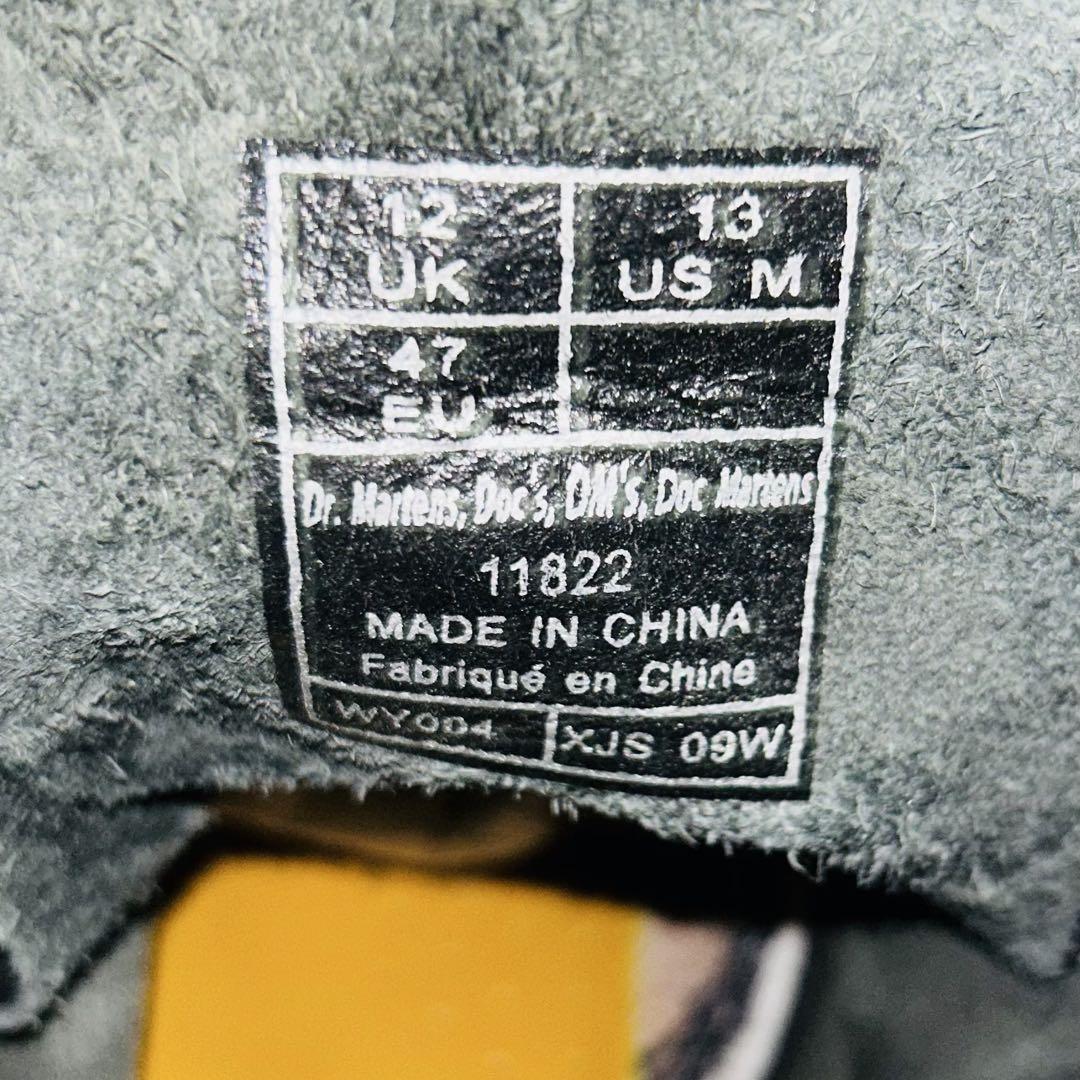 12
UK
13
US M
47
EU
Dr. Martens, Doc's, DM's, Doc Martens
11822
MADE IN CHINA
Fabriqué en Chine
WY004
XJS 09W